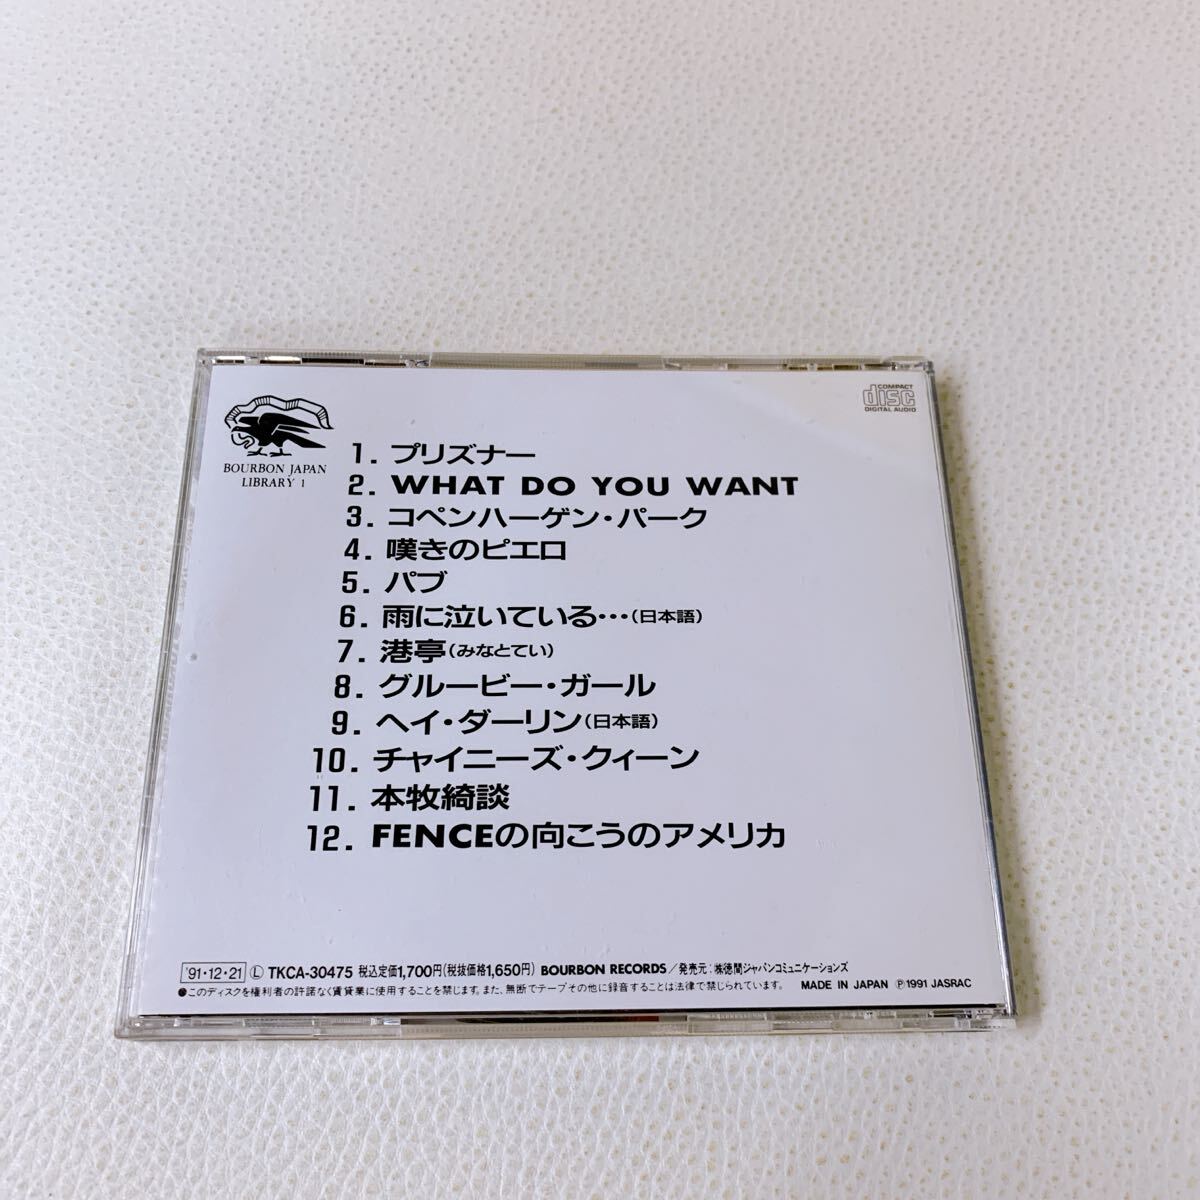 COMPACT
disc
DIGITAL AUDIO
BOURBON JAPAN
LIBRARY 1
1. プリズナー
2. WHAT DO YOU WANT
3. コペンハーゲン・パーク
4. 嘆きのピエロ
5. パブ
6. 雨に泣いている…(日本語)
7. 港亭(みなとてい)
8. グルービー・ガール
9. ヘイ・ダーリン(日本語)
10. チャイニーズ・クィーン
11. 本牧綺談
12. FENCEの向こうのアメリカ
'91・12・21 Ⓛ TKCA-30475 税込定価1,700円(税抜価格1,650円) BOURBON RECORDS/発売元:㈱徳間ジャパンコミュニケーションズ
●このディスクを権利者の許諾なく賃貸業に使用することを禁じます。また、無断でテープその他に録音することは法律で禁じられています。 MADE IN JAPAN Ⓟ1991 JASRAC